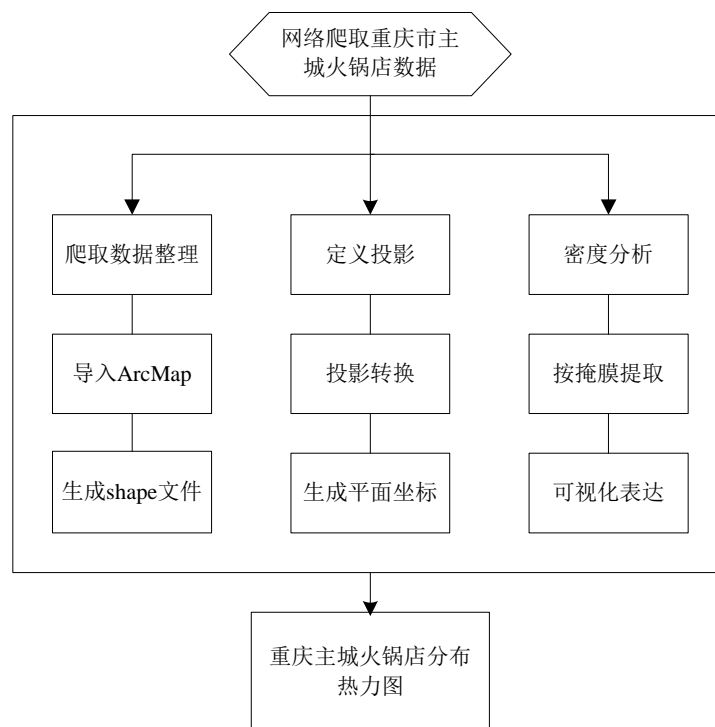 网络爬取重庆市主
城火锅店数据
爬取数据整理
定义投影
密度分析
导入ArcMap
投影转换
按掩膜提取
生成shape文件
生成平面坐标
可视化表达
重庆主城火锅店分布
热力图